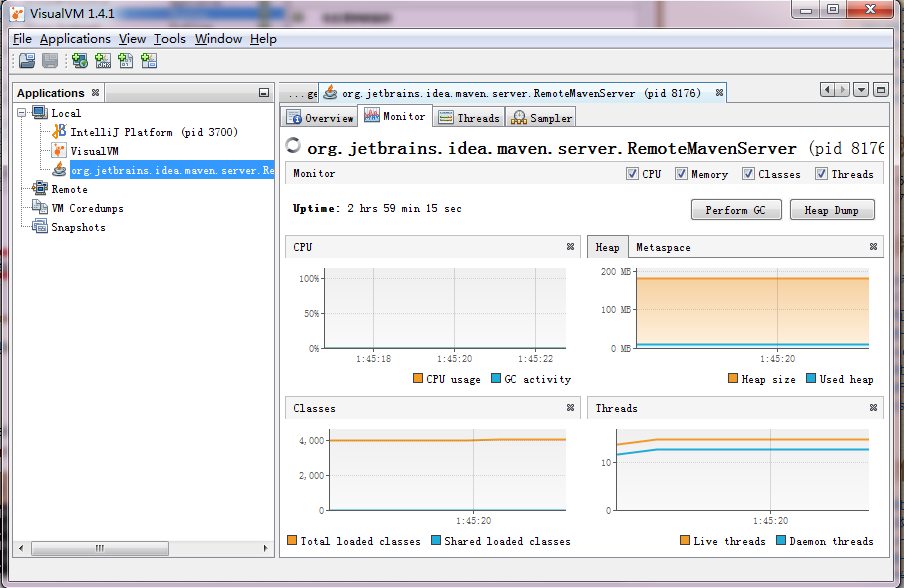 VisualVM 1.4.1
File Applications View Tools Window Help
Applications
Local
IntelliJ Platform (pid 3700)
VisualVM
org.jetbrains.idea.maven.server.Re
Remote
VM Coredumps
Snapshots
...ge
org.jetbrains.idea.maven.server.RemoteMavenServer (pid 8176)
Overview Monitor Threads Sampler
org.jetbrains.idea.maven.server.RemoteMavenServer (pid 8176
Monitor
CPU Memory Classes Threads
Uptime: 2 hrs 59 min 15 sec
Perform GC Heap Dump
CPU
100%
50%
0%
1:45:18 1:45:20 1:45:22
CPU usage GC activity
Heap Metaspace
200 MB
100 MB
0 MB
1:45:20
Heap size Used heap
Classes
4,000
2,000
0
1:45:20
Total loaded classes Shared loaded classes
Threads
10
0
1:45:20
Live threads Daemon threads